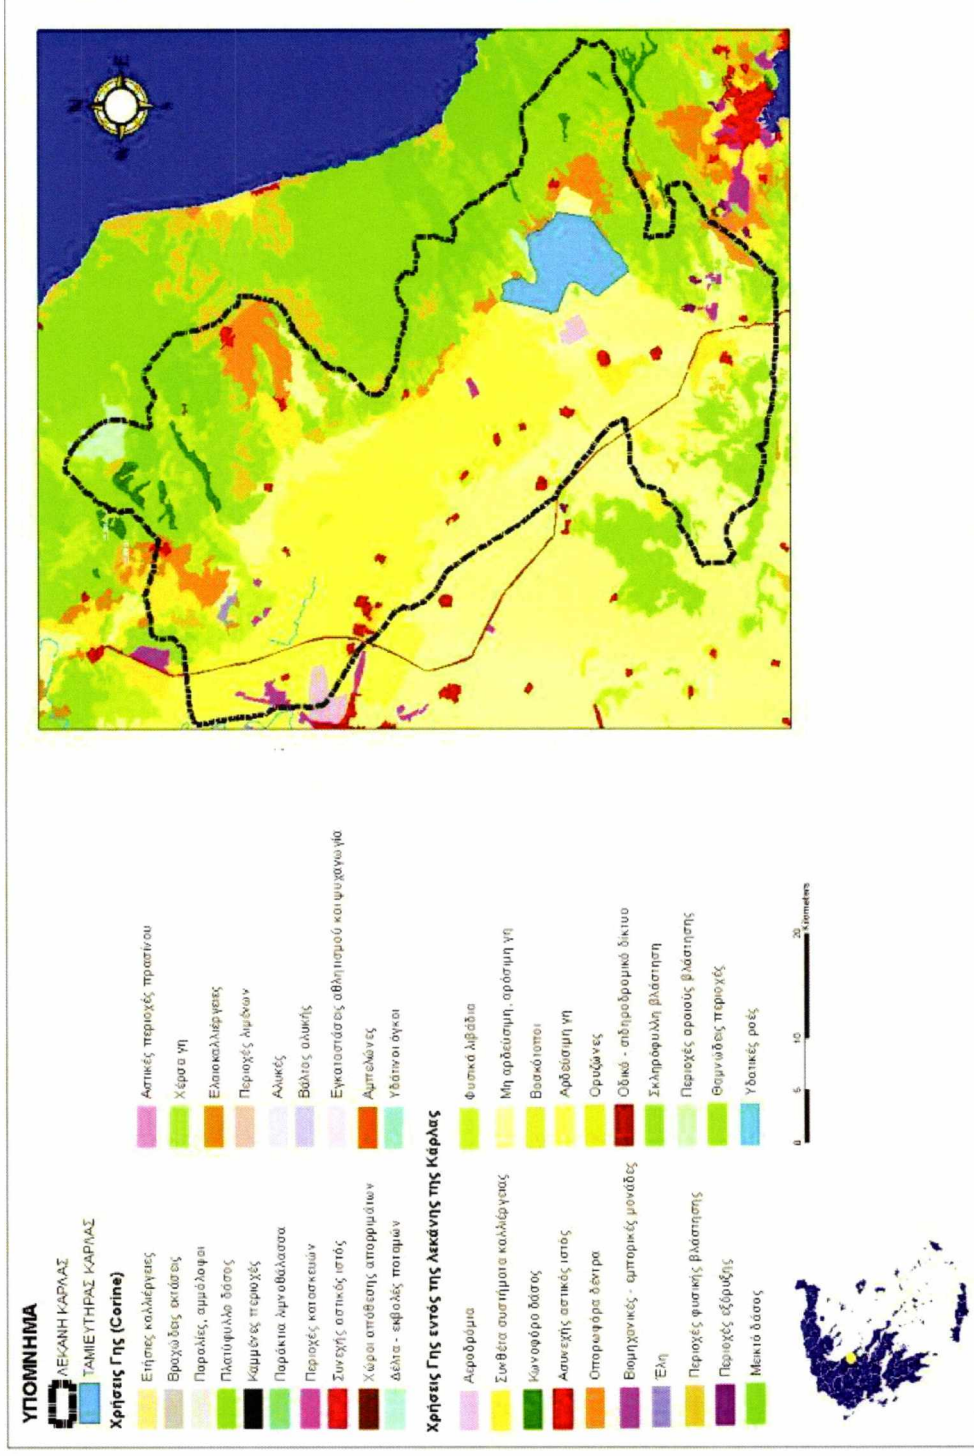 ΥΠΟΜΝΗΜΑ
ΛΕΚΑΝΗ ΚΑΡΛΑΣ
ΤΑΜΙΕΥΤΗΡΑΣ ΚΑΡΛΑΣ
Χρήσεις Γης (Corine)
Ετήσιες καλλιέργειες
Βραχώδεις εκτάσεις
Παραλίες, αμμόλοφοι
Πλατύφυλλο δάσος
Καμμένες περιοχές
Παράκτια λιμνοθάλασσα
Περιοχές κατασκευών
Συνεχής αστικός ιστός
Χώροι απόθεσης απορριμάτων
Δέλτα - εκβολές ποταμών
Αστικές περιοχές πρασίνου
Χέρσα γη
Ελαιοκαλλιέργειες
Περιοχές λιμένων
Αλυκές
Βάλτος αλυκής
Εγκαταστάσεις αθλητισμού και ψυχαγωγία
Αμπελώνες
Υδάτινοι όγκοι
Χρήσεις Γης εντός της λεκάνης της Κάρλας
Αεροδρόμια
Σύνθετα συστήματα καλλιέργειας
Κωνοφόρα δάσος
Ασυνεχής αστικός ιστός
Οπωροφόρα δέντρα
Βιομηχανικές - εμπορικές μονάδες
Έλη
Περιοχές φυσικής βλάστησης
Περιοχές εξόρυξης
Μεικτό δάσος
Φυσικά λιβάδια
Μη αρδεύσιμη, αρόσιμη γη
Βοσκότοποι
Αρδεύσιμη γη
Ορυζώνες
Οδικό - σιδηροδρομικό δίκτυο
Σκληρόφυλλη βλάστηση
Περιοχές αραιούς βλάστησης
Θαμνώδεις περιοχές
Υδατικές ροές
0 5 10 20
Kilometers